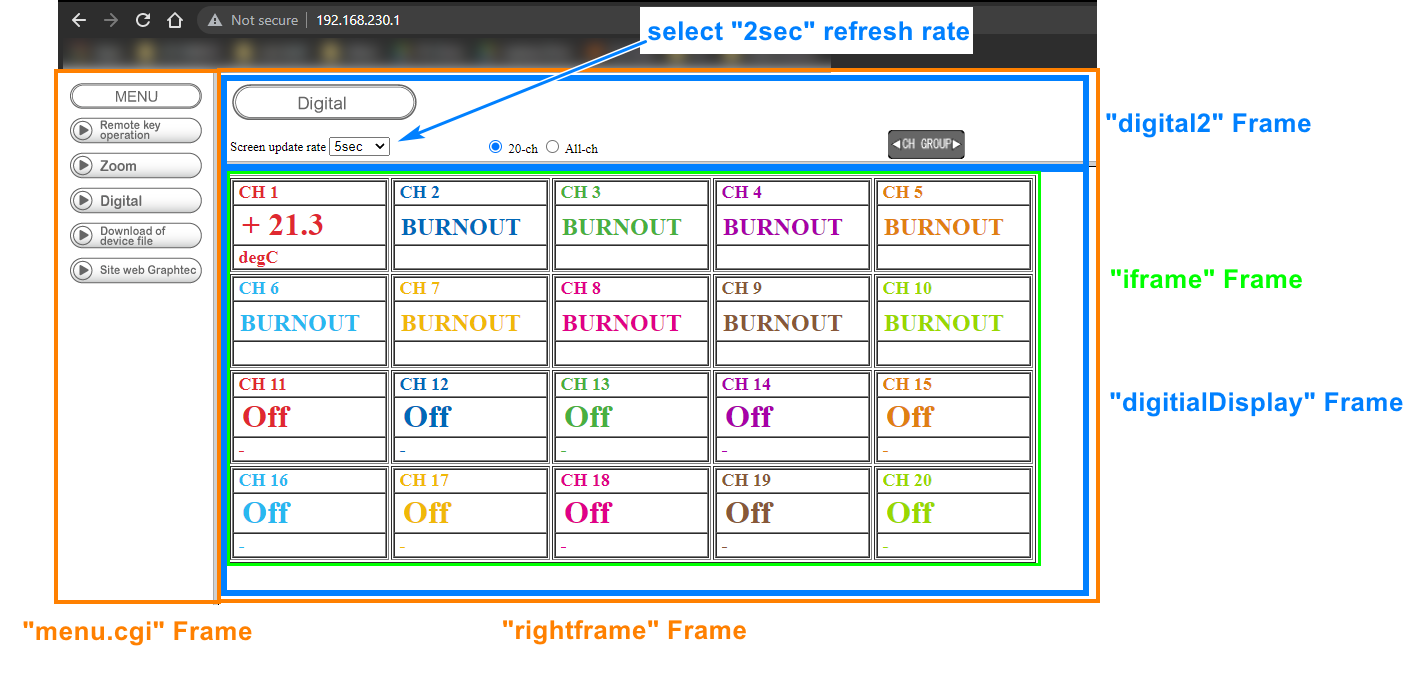 Not secure | 192.168.230.1
select "2sec" refresh rate
MENU
Remote key
operation
Zoom
Digital
Download of
device file
Site web Graphtec
Digital
Screen update rate 5sec 20-ch All-ch
◀CH GROUP▶
CH 1 CH 2 CH 3 CH 4 CH 5
+ 21.3 BURNOUT BURNOUT BURNOUT BURNOUT
degC
CH 6 CH 7 CH 8 CH 9 CH 10
BURNOUT BURNOUT BURNOUT BURNOUT BURNOUT
CH 11 CH 12 CH 13 CH 14 CH 15
Off Off Off Off Off
- - - - -
CH 16 CH 17 CH 18 CH 19 CH 20
Off Off Off Off Off
- - - - -
"digital2" Frame
"iframe" Frame
"digitialDisplay" Frame
"menu.cgi" Frame
"rightframe" Frame